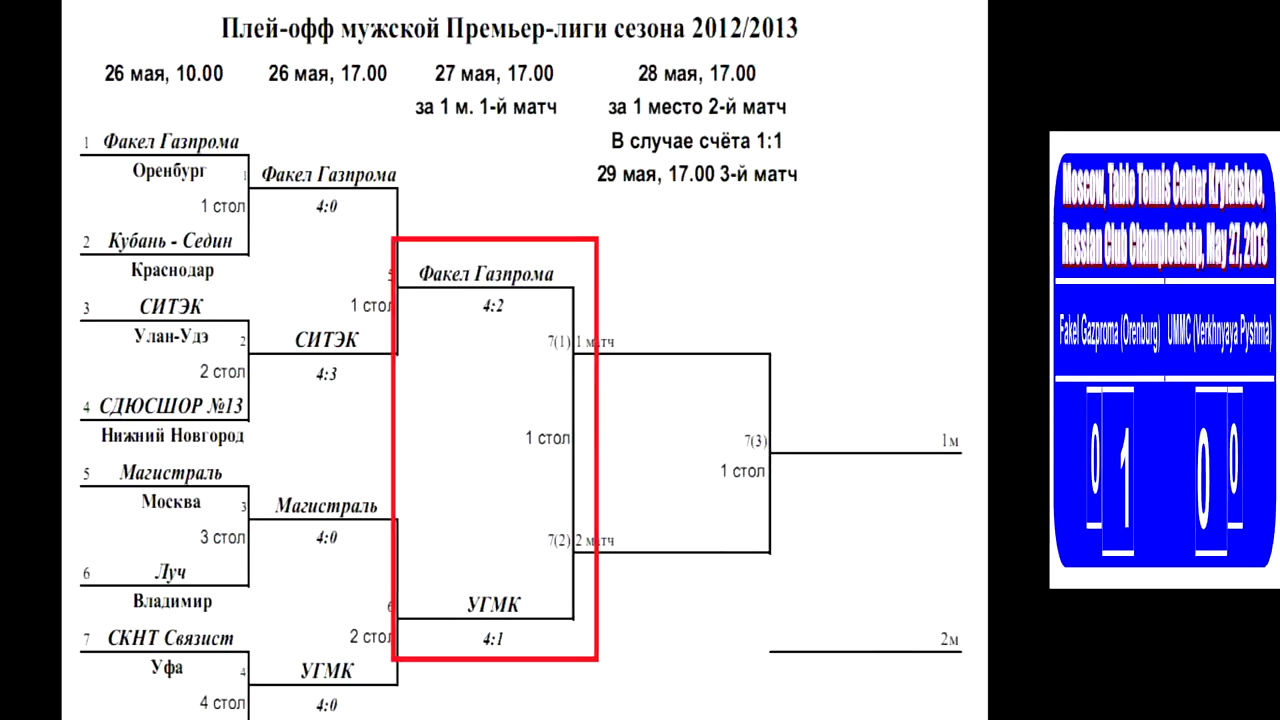 Плей-офф мужской Премьер-лиги сезона 2012/2013
26 мая, 10.00 26 мая, 17.00 27 мая, 17.00 28 мая, 17.00
за 1 м. 1-й матч за 1 место 2-й матч
В случае счёта 1:1
29 мая, 17.00 3-й матч
1 Факел Газпрома
Оренбург 1
Факел Газпрома
1 стол 4:0
2 Кубань - Седин
Краснодар
5 Факел Газпрома
3 СИТЭК 1 стол 4:2
Улан-Удэ 2
СИТЭК
7(1) 1 матч
2 стол 4:3
4 СДЮСШОР №13
Нижний Новгород
1 стол 7(3) 1м
1 стол
5 Магистраль
Москва 3
Магистраль
3 стол 4:0
7(2) 2 матч
6 Луч
Владимир
6 УГМК
7 СКНТ Связист 2 стол 4:1 2м
Уфа 4
УГМК
4 стол 4:0
Moscow, Table Tennis Center Krylatskoe,
Russian Club Championship, May 27, 2013
Fakel Gazproma (Orenburg) UMMC (Verkhnyaya Pyshma)
0 1 0 0